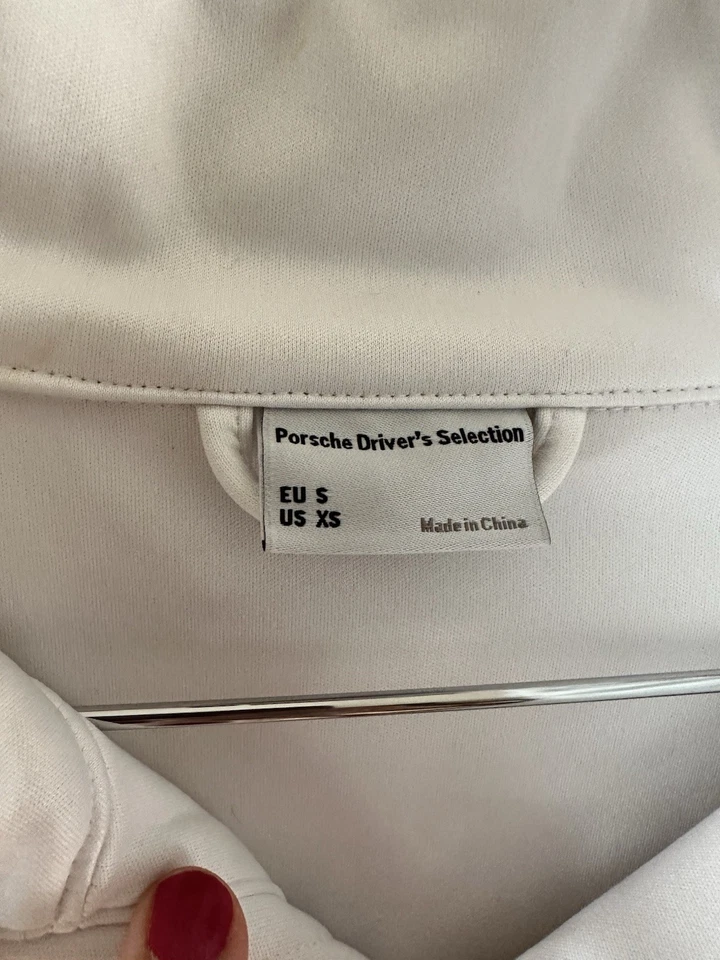 Porsche Driver's Selection
EU S
US XS
Made in China